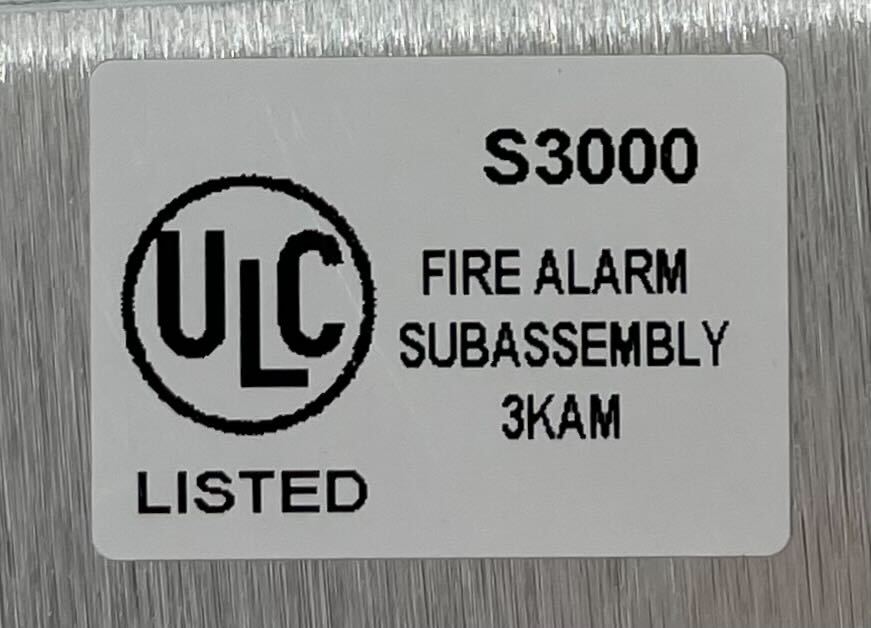 S3000
ULC
LISTED
FIRE ALARM
SUBASSEMBLY
3KAM